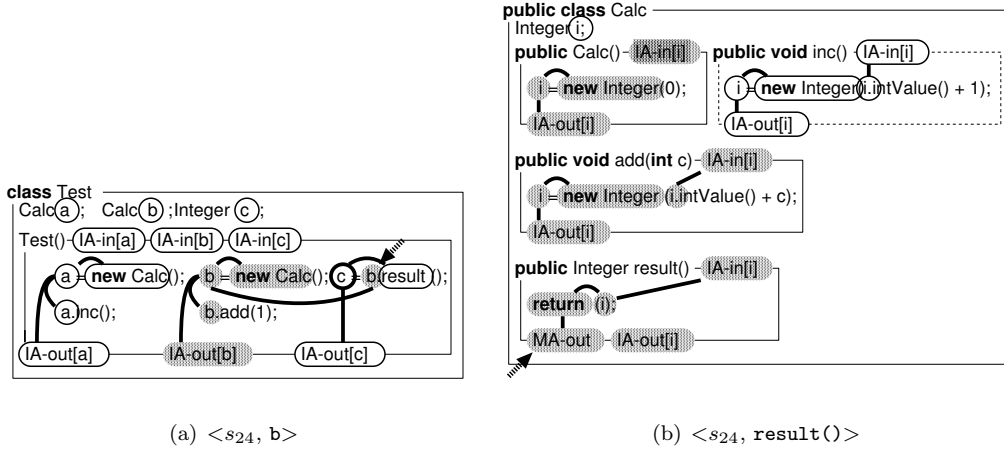 class Test
Calc a; Calc b ;Integer c;
Test() IA-in[a] IA-in[b] IA-in[c]
a = new Calc(); b = new Calc(); c = b.result();
a.inc(); b.add(1);
IA-out[a] IA-out[b] IA-out[c]
(a) <s24, b>
public class Calc
Integer i;
public Calc() IA-in[i] public void inc() IA-in[i]
i = new Integer(0); i = new Integer(i.intValue() + 1);
IA-out[i] IA-out[i]
public void add(int c) IA-in[i]
i = new Integer (i.intValue() + c);
IA-out[i]
public Integer result() IA-in[i]
return (i);
MA-out IA-out[i]
(b) <s24, result()>